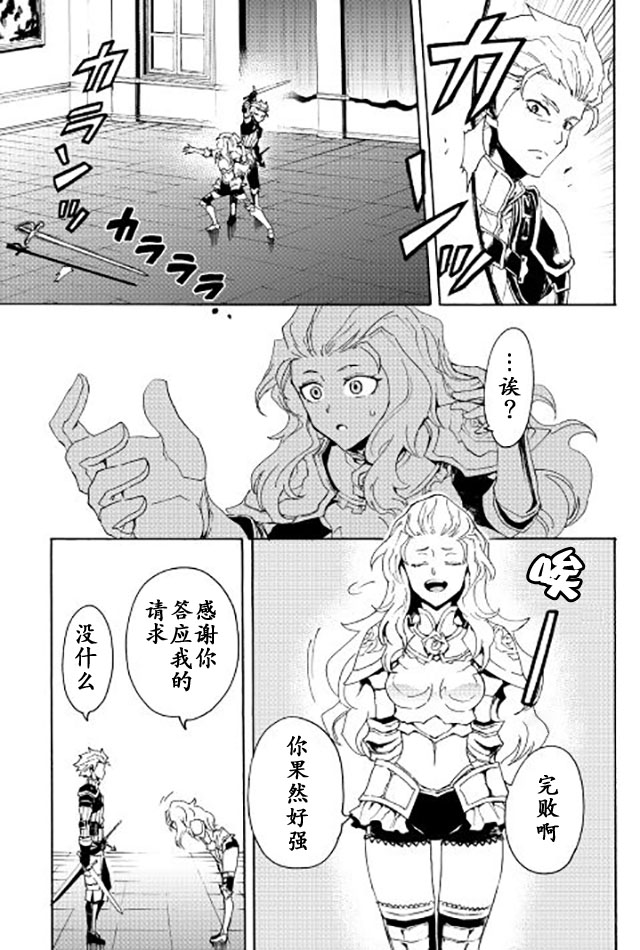 カランッ
カランッ
カラララ...
…诶？
唉—
完败啊
你果然好强
感谢你
答应我的
请求
没什么